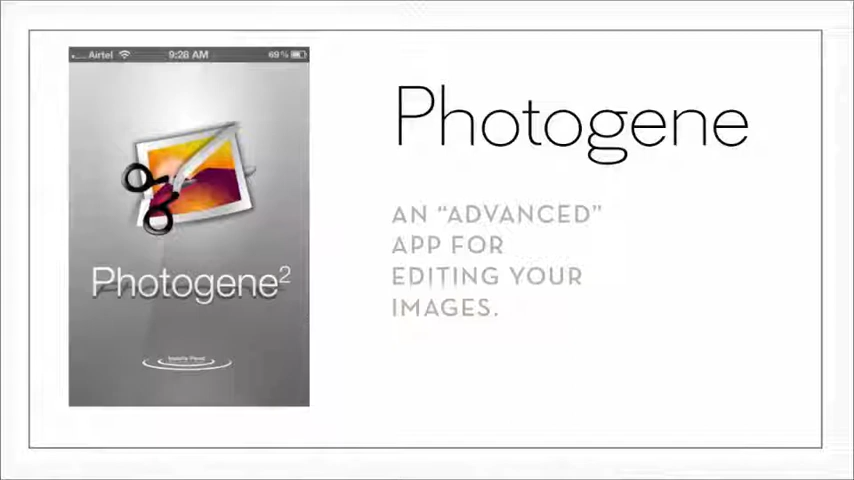 Airtel 9:28 AM 69%
Photogene²
Photogene
AN “ADVANCED”
APP FOR
EDITING YOUR
IMAGES.